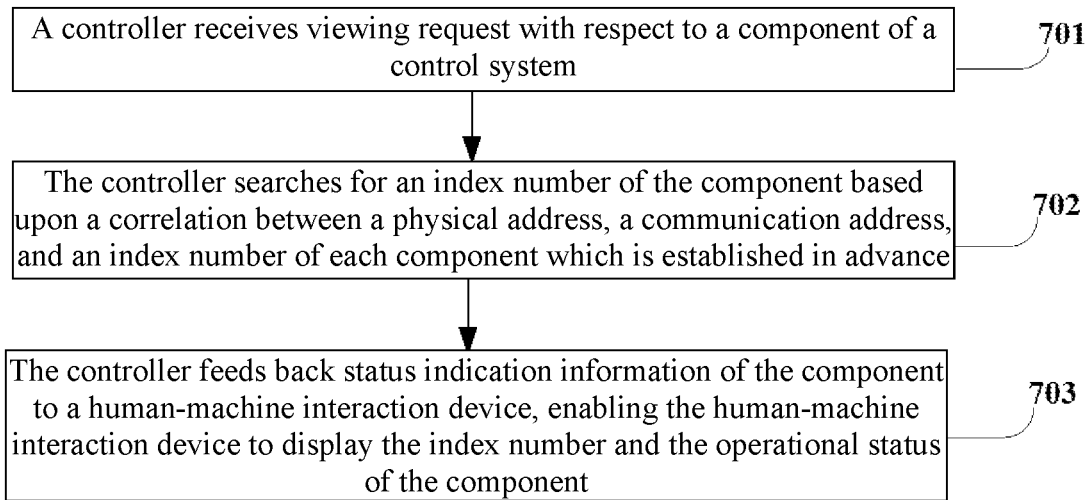 A controller receives viewing request with respect to a component of a
control system
701
The controller searches for an index number of the component based
upon a correlation between a physical address, a communication address,
and an index number of each component which is established in advance
702
The controller feeds back status indication information of the component
to a human-machine interaction device, enabling the human-machine
interaction device to display the index number and the operational status
of the component
703